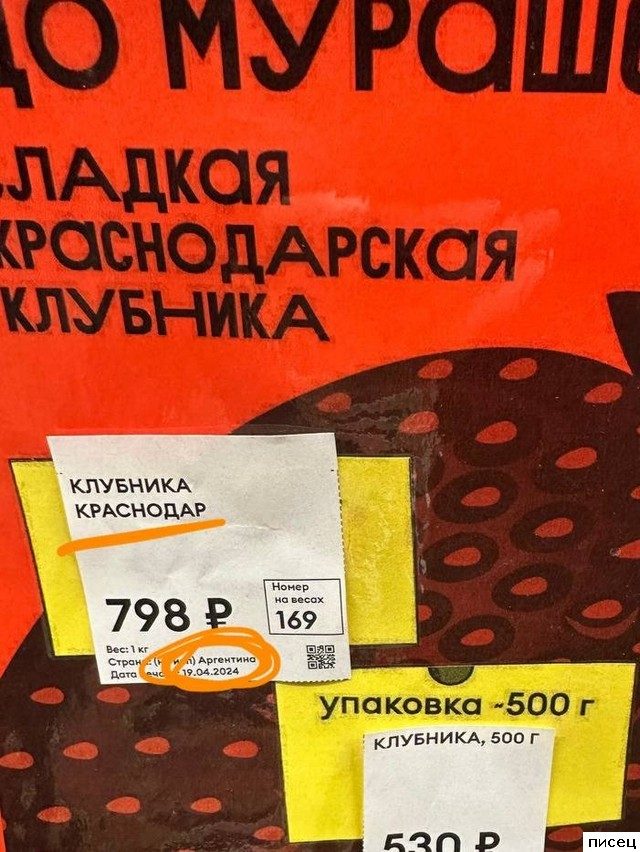 ДО МУРАШ
ЛАДКАЯ
КРАСНОДАРСКАЯ
КЛУБНИКА
КЛУБНИКА
КРАСНОДАР
798 ₽
Номер
на весах
169
Вес: 1 кг
Аргентина
Дата 19.04.2024
упаковка ~500 г
КЛУБНИКА, 500 Г
530 ₽
писец